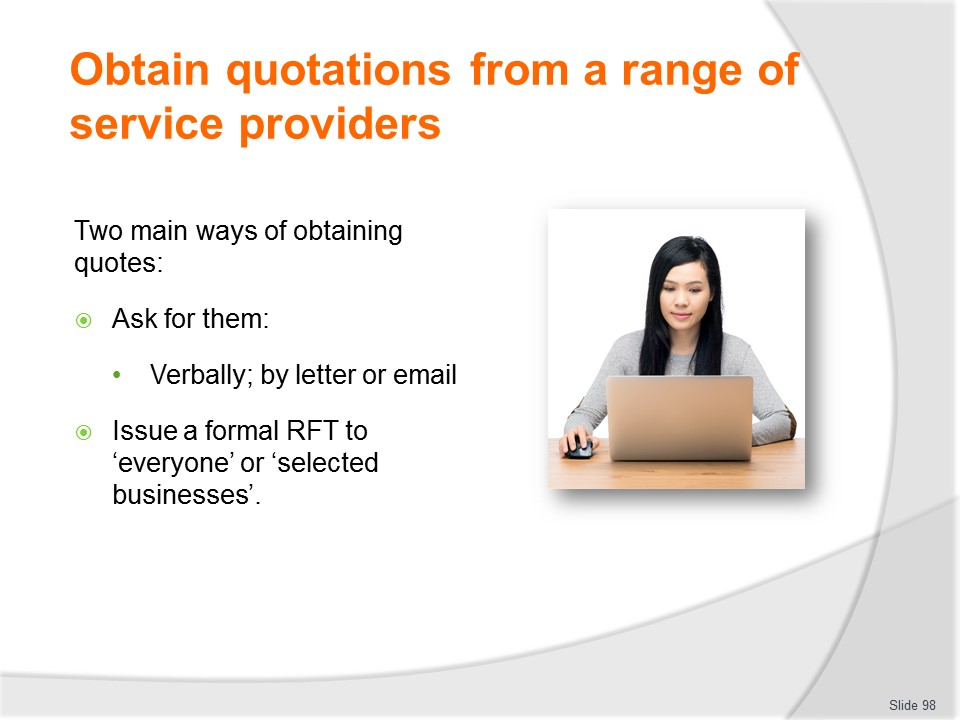 Obtain quotations from a range of
service providers
Two main ways of obtaining
quotes:
Ask for them:
• Verbally; by letter or email
Issue a formal RFT to
‘everyone’ or ‘selected
businesses’.
Slide 98